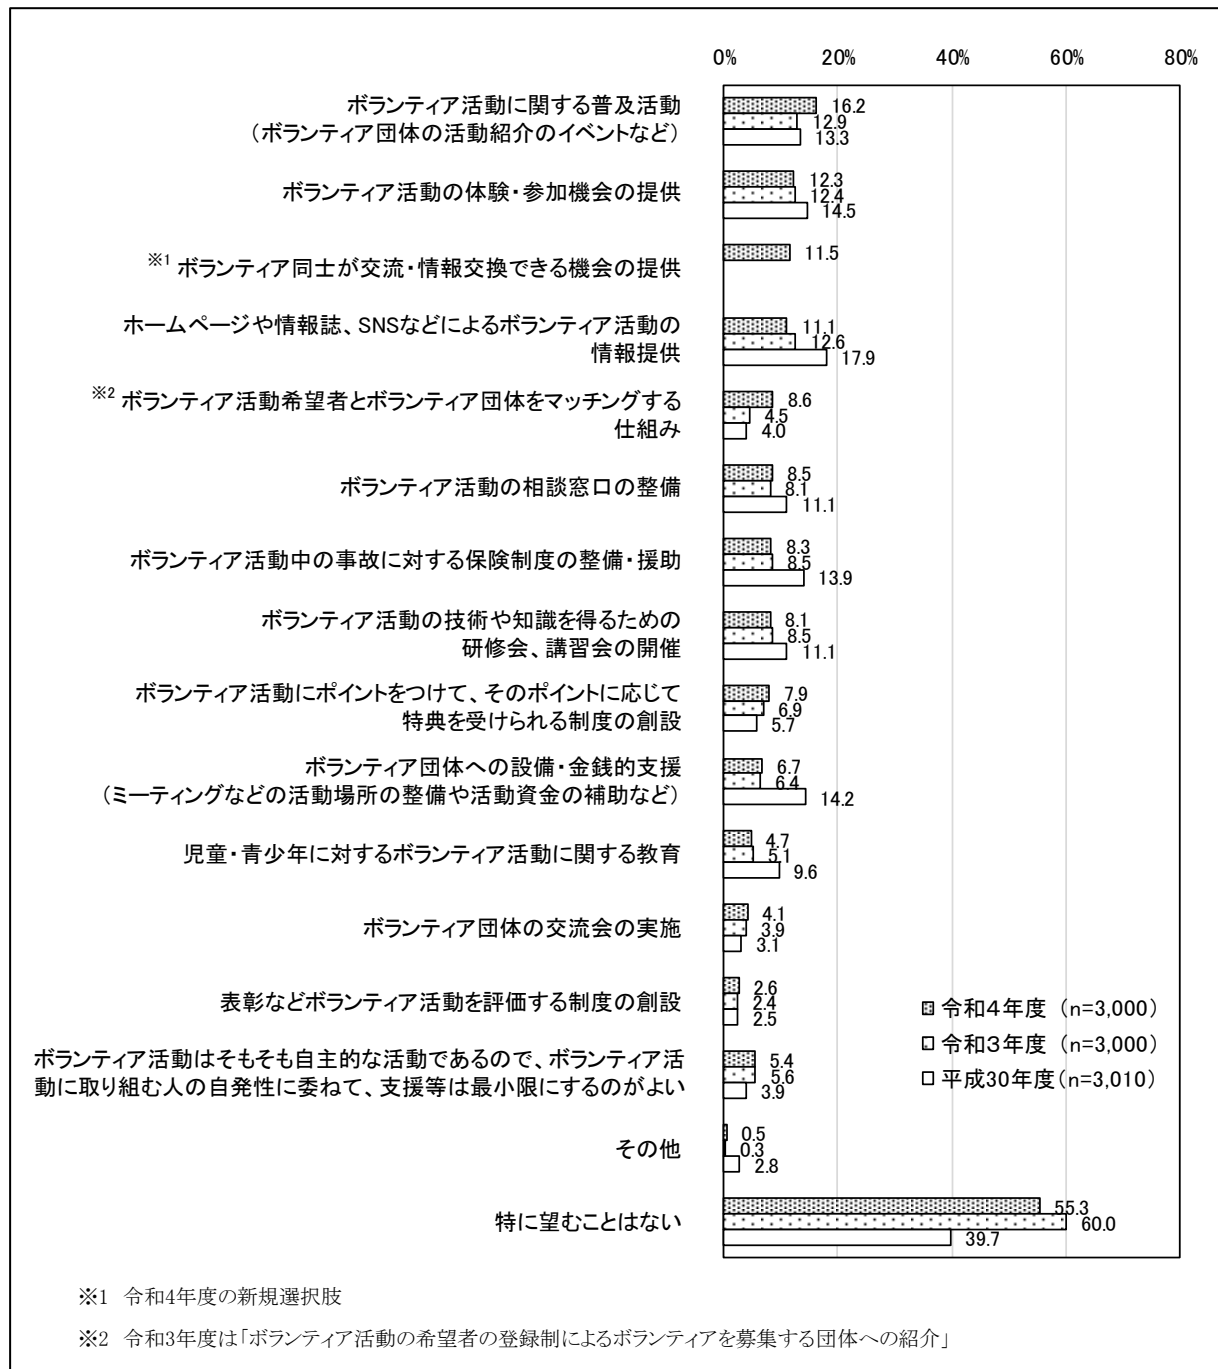 0%
20%
40%
60%
80%
ボランティア活動に関する普及活動
（ボランティア団体の活動紹介のイベントなど）
16.2
12.9
13.3
ボランティア活動の体験・参加機会の提供
12.3
12.4
14.5
※1 ボランティア同士が交流・情報交換できる機会の提供
11.5
ホームページや情報誌、SNSなどによるボランティア活動の
情報提供
11.1
12.6
17.9
※2 ボランティア活動希望者とボランティア団体をマッチングする
仕組み
8.6
4.5
4.0
ボランティア活動の相談窓口の整備
8.5
8.1
11.1
ボランティア活動中の事故に対する保険制度の整備・援助
8.3
8.5
13.9
ボランティア活動の技術や知識を得るための
研修会、講習会の開催
8.1
8.5
11.1
ボランティア活動にポイントをつけて、そのポイントに応じて
特典を受けられる制度の創設
7.9
6.9
5.7
ボランティア団体への設備・金銭的支援
（ミーティングなどの活動場所の整備や活動資金の補助など）
6.7
6.4
14.2
児童・青少年に対するボランティア活動に関する教育
4.7
5.1
9.6
ボランティア団体の交流会の実施
4.1
3.9
3.1
表彰などボランティア活動を評価する制度の創設
2.6
2.4
2.5
ボランティア活動はそもそも自主的な活動であるので、ボランティア活
動に取り組む人の自発性に委ねて、支援等は最小限にするのがよい
5.4
5.6
3.9
その他
0.5
0.3
2.8
特に望むことはない
55.3
60.0
39.7
令和４年度（n=3,000）
令和３年度（n=3,000）
平成30年度（n=3,010）
※1 令和4年度の新規選択肢
※2 令和3年度は「ボランティア活動の希望者の登録制によるボランティアを募集する団体への紹介」